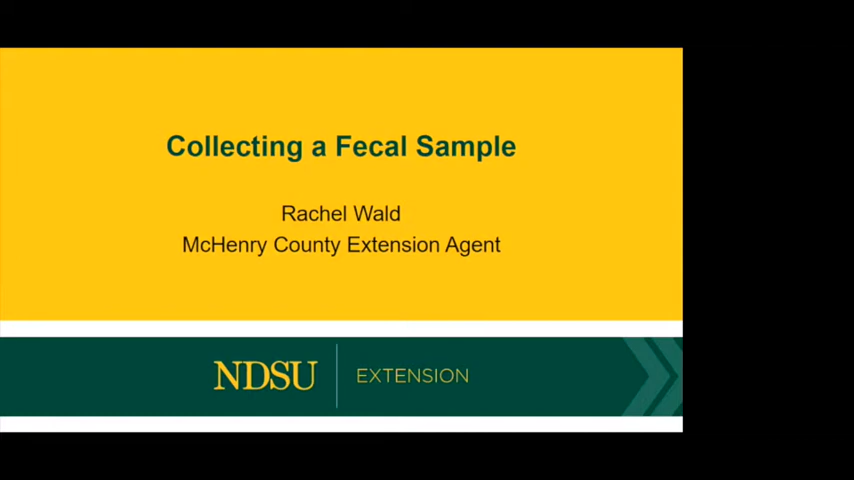 Collecting a Fecal Sample
Rachel Wald
McHenry County Extension Agent
NDSU EXTENSION